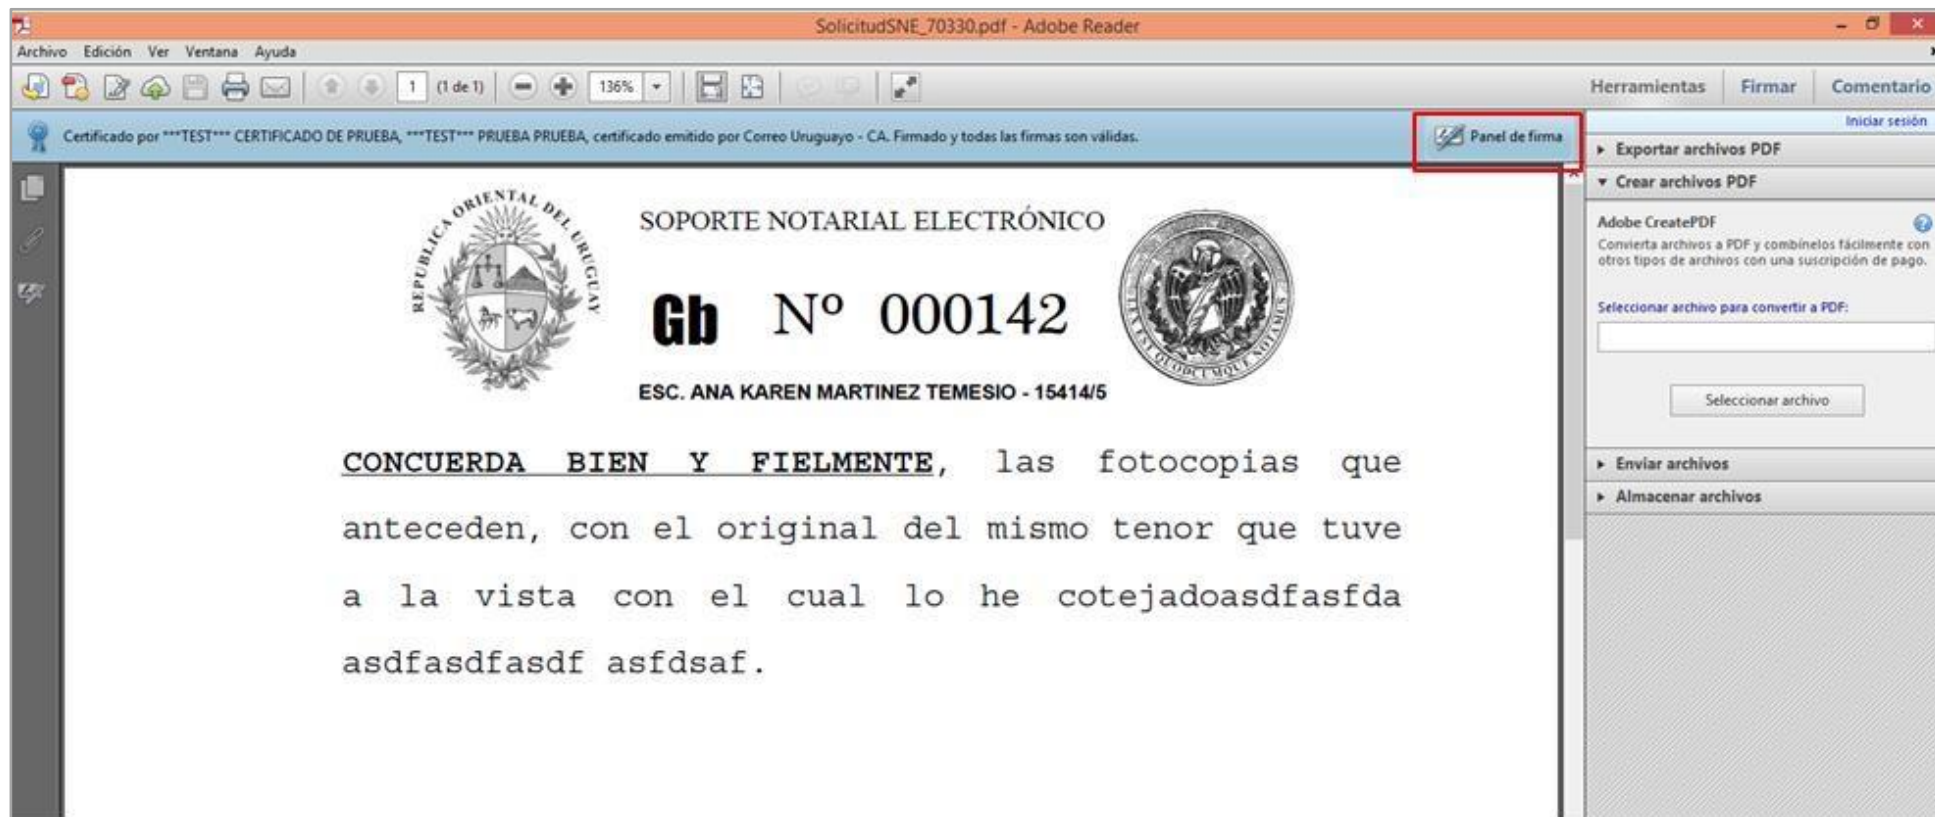 SolicitudSNE_70330.pdf - Adobe Reader
Archivo Edición Ver Ventana Ayuda
1 (1 de 1) 136% Herramientas Firmar Comentario
Certificado por ***TEST*** CERTIFICADO DE PRUEBA, ***TEST*** PRUEBA PRUEBA, certificado emitido por Correo Uruguayo - CA. Firmado y todas las firmas son válidas.
Panel de firma
Iniciar sesión
Exportar archivos PDF
Crear archivos PDF
Adobe CreatePDF
Convierta archivos a PDF y combínelos fácilmente con
otros tipos de archivos con una suscripción de pago.
Seleccionar archivo para convertir a PDF:
Seleccionar archivo
Enviar archivos
Almacenar archivos
REPUBLICA ORIENTAL DEL URUGUAY
SOPORTE NOTARIAL ELECTRÓNICO
Gb Nº 000142
ESC. ANA KAREN MARTINEZ TEMESIO - 15414/5
EST QUODCUMQUE NOTAMUS
CONCUERDA BIEN Y FIELMENTE, las fotocopias que
anteceden, con el original del mismo tenor que tuve
a la vista con el cual lo he cotejadoasdfasfda
asdfasdfasdf asfdsaf.